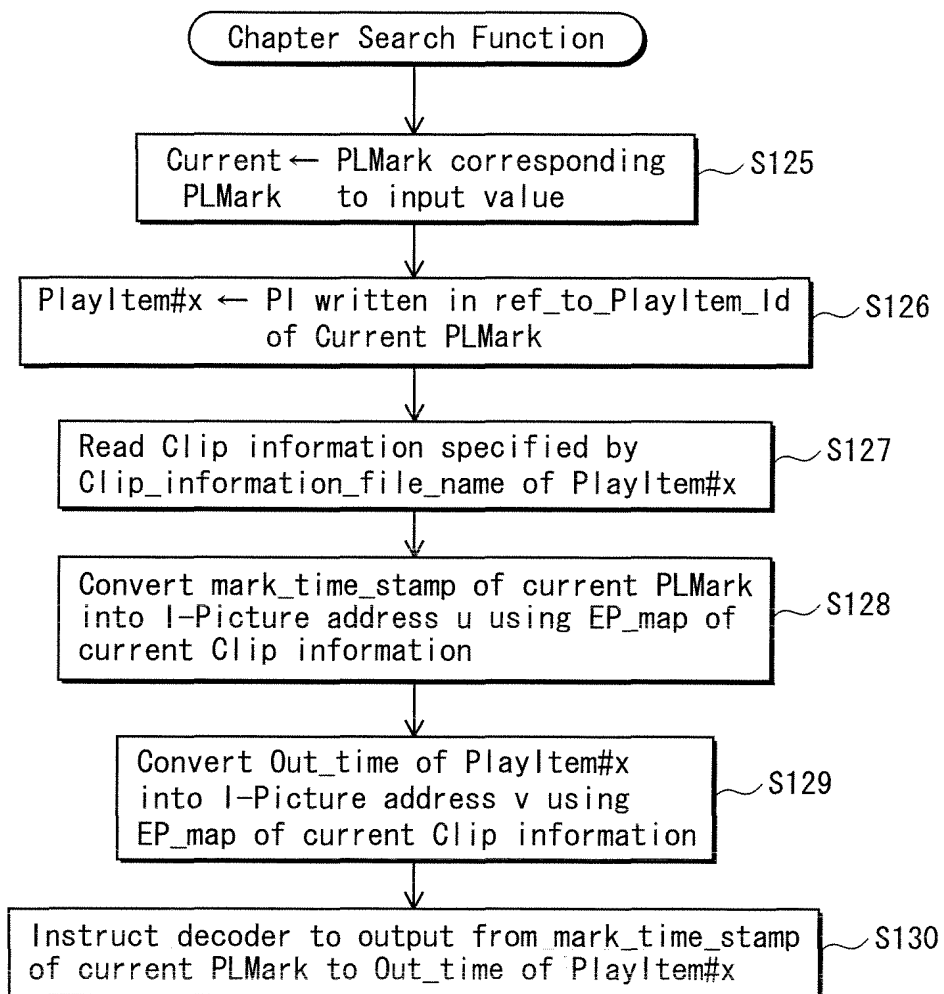 Chapter Search Function
Current ← PLMark corresponding
PLMark to input value
S125
PlayItem#x ← PI written in ref_to_PlayItem_Id
of Current PLMark
S126
Read Clip information specified by
Clip_information_file_name of PlayItem#x
S127
Convert mark_time_stamp of current PLMark
into I-Picture address u using EP_map of
current Clip information
S128
Convert Out_time of PlayItem#x
into I-Picture address v using
EP_map of current Clip information
S129
Instruct decoder to output from mark_time_stamp
of current PLMark to Out_time of PlayItem#x
S130